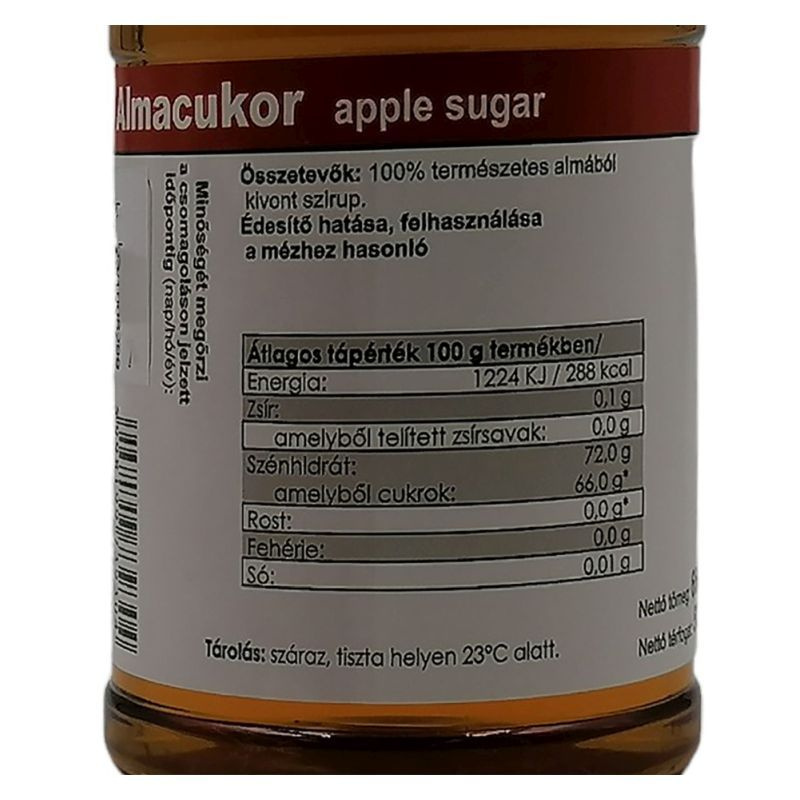 Almacukor apple sugar
Összetevők: 100% természetes almából
kivont szirup.
Édesítő hatása, felhasználása
a mézhez hasonló
Minőségét megőrzi
a csomagoláson jelzett
időpontig (nap/hó/év):
Átlagos tápérték 100 g termékben/
Energia: 1224 KJ / 288 kcal
Zsír: 0,1 g
amelyből telített zsírsavak: 0,0 g
Szénhidrát: 72,0 g
amelyből cukrok: 66,0 g*
Rost: 0,0 g*
Fehérje: 0,0 g
Só: 0,01 g
Nettó tömeg:
Nettó térfogat:
Tárolás: száraz, tiszta helyen 23°C alatt.